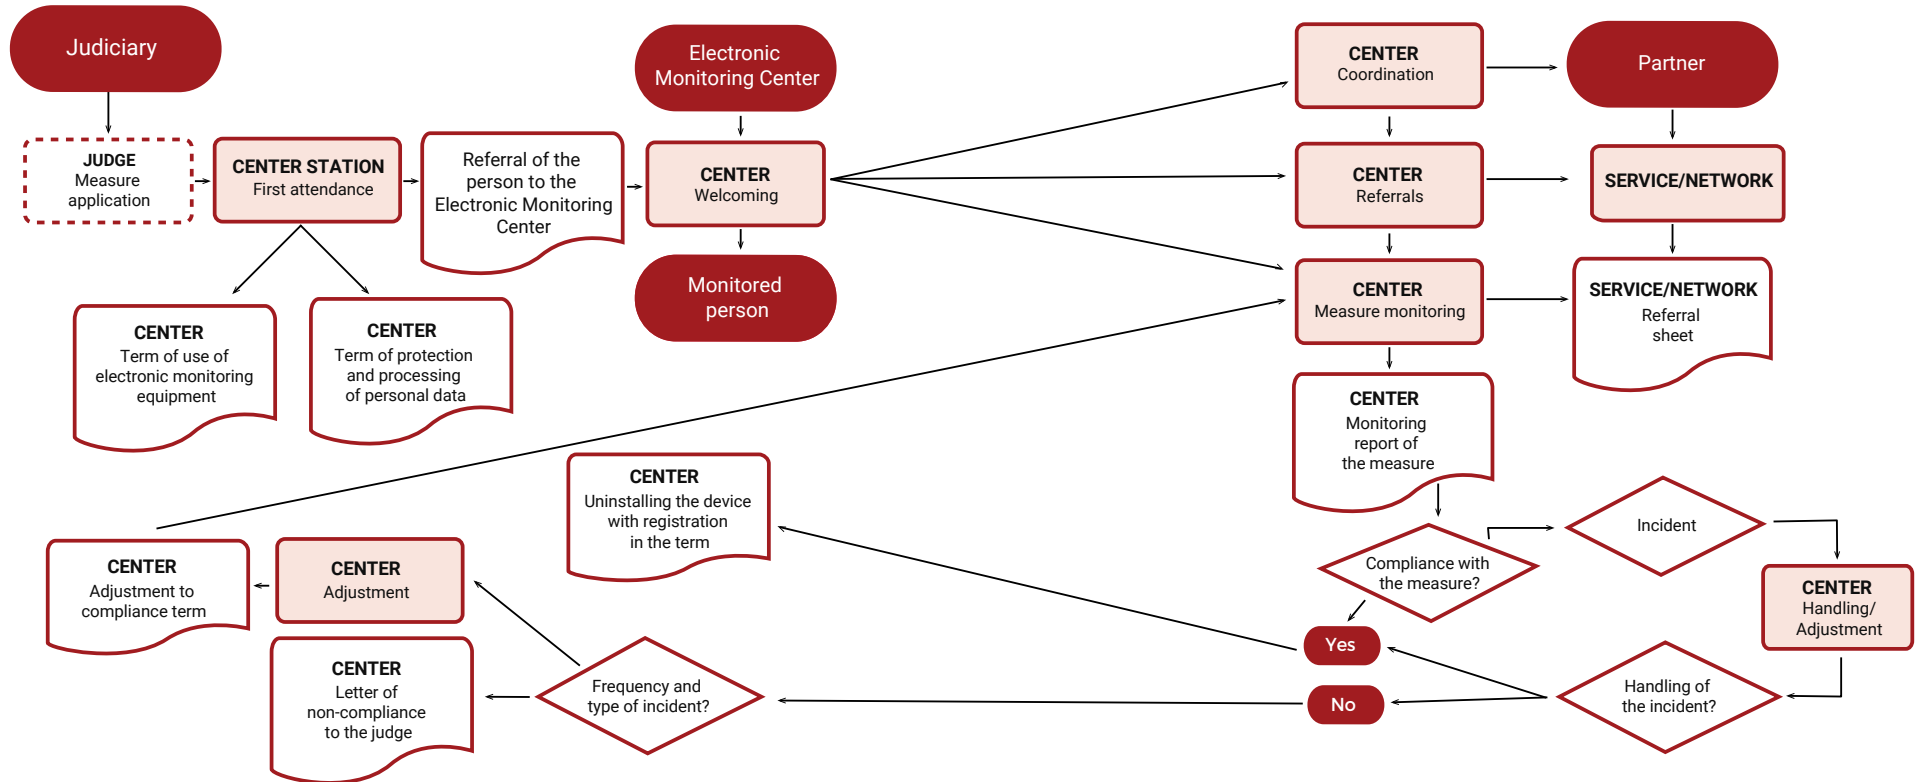 Judiciary
JUDGE
Measure
application
CENTER STATION
First attendance
Referral of the
person to the
Electronic Monitoring
Center
Electronic
Monitoring Center
CENTER
Welcoming
Monitored
person
CENTER
Term of use of
electronic monitoring
equipment
CENTER
Term of protection
and processing
of personal data
CENTER
Coordination
Partner
CENTER
Referrals
SERVICE/NETWORK
CENTER
Measure monitoring
SERVICE/NETWORK
Referral
sheet
CENTER
Monitoring
report of
the measure
Compliance with
the measure?
Incident
CENTER
Handling/
Adjustment
Handling of
the incident?
Yes
No
CENTER
Uninstalling the device
with registration
in the term
Frequency and
type of incident?
CENTER
Adjustment
CENTER
Adjustment to
compliance term
CENTER
Letter of
non-compliance
to the judge